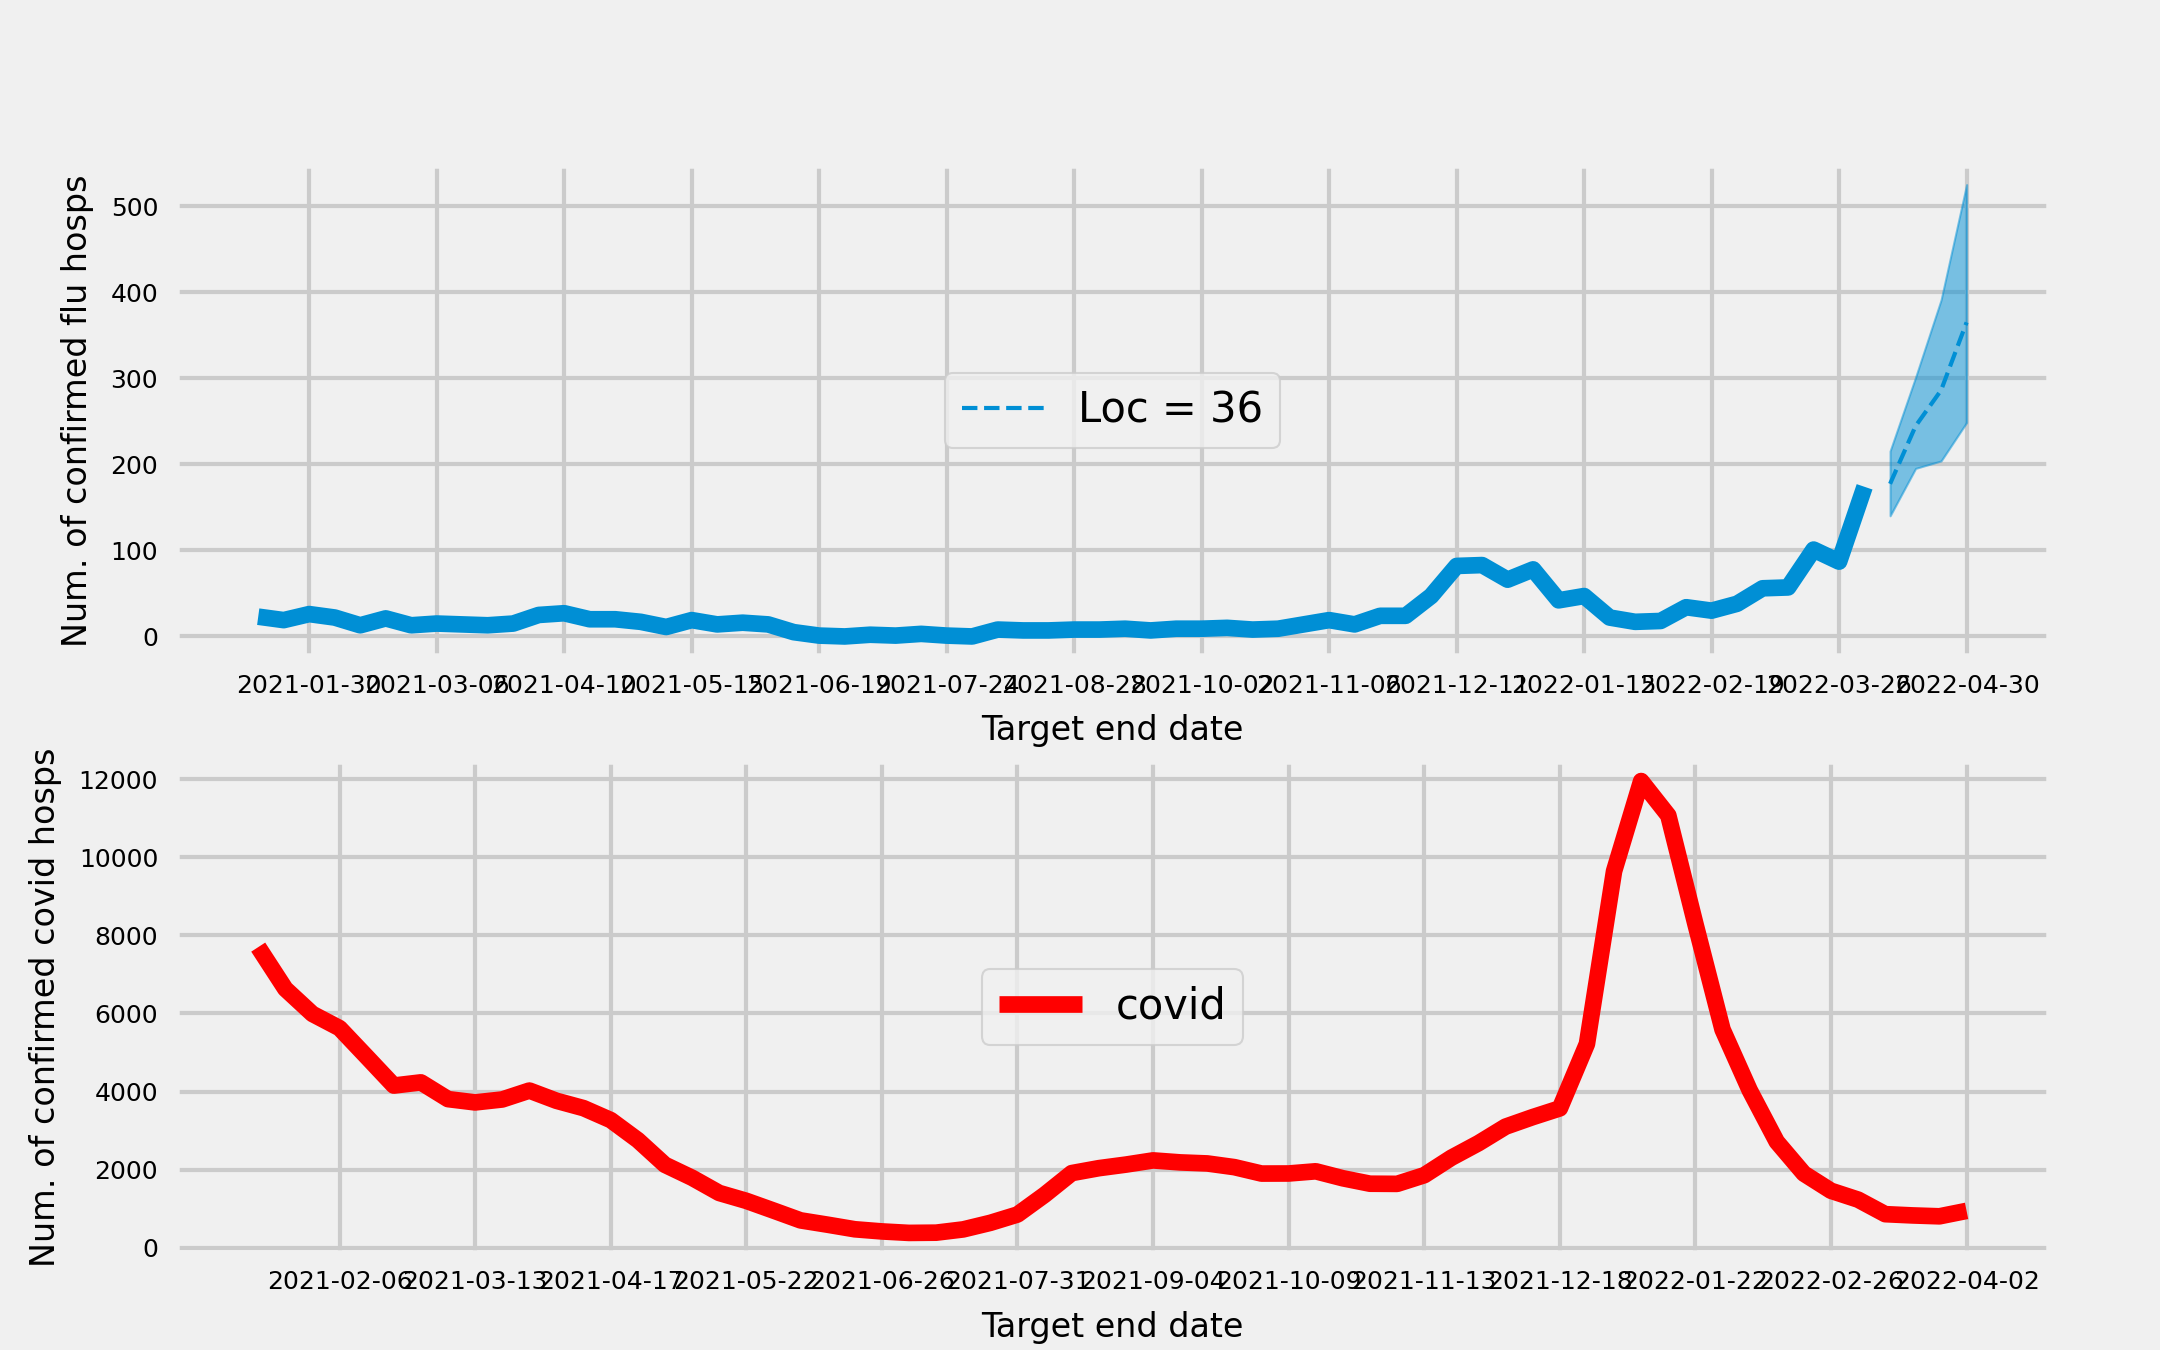 Num. of confirmed flu hosps
500
400
300
200
100
0
Loc = 36
2021-01-30 2021-03-06 2021-04-10 2021-05-15 2021-06-19 2021-07-24 2021-08-28 2021-10-02 2021-11-06 2021-12-11 2022-01-15 2022-02-19 2022-03-26 2022-04-30
Target end date
Num. of confirmed covid hosps
12000
10000
8000
6000
4000
2000
0
covid
2021-02-06 2021-03-13 2021-04-17 2021-05-22 2021-06-26 2021-07-31 2021-09-04 2021-10-09 2021-11-13 2021-12-18 2022-01-22 2022-02-26 2022-04-02
Target end date